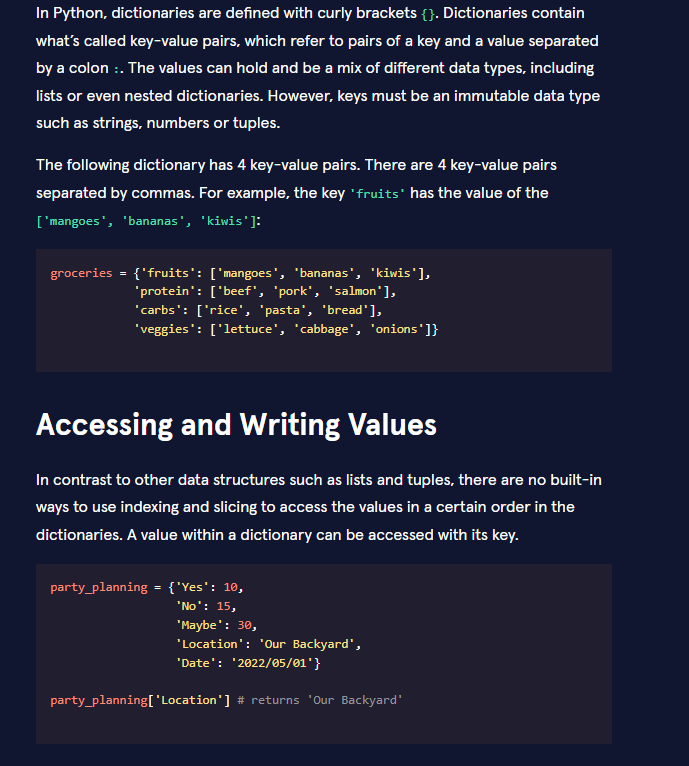 In Python, dictionaries are defined with curly brackets {}. Dictionaries contain
what’s called key-value pairs, which refer to pairs of a key and a value separated
by a colon :. The values can hold and be a mix of different data types, including
lists or even nested dictionaries. However, keys must be an immutable data type
such as strings, numbers or tuples.
The following dictionary has 4 key-value pairs. There are 4 key-value pairs
separated by commas. For example, the key 'fruits' has the value of the
['mangoes', 'bananas', 'kiwis']:
groceries = {'fruits': ['mangoes', 'bananas', 'kiwis'],
'protein': ['beef', 'pork', 'salmon'],
'carbs': ['rice', 'pasta', 'bread'],
'veggies': ['lettuce', 'cabbage', 'onions']}
Accessing and Writing Values
In contrast to other data structures such as lists and tuples, there are no built-in
ways to use indexing and slicing to access the values in a certain order in the
dictionaries. A value within a dictionary can be accessed with its key.
party_planning = {'Yes': 10,
'No': 15,
'Maybe': 30,
'Location': 'Our Backyard',
'Date': '2022/05/01'}
party_planning['Location'] # returns 'Our Backyard'